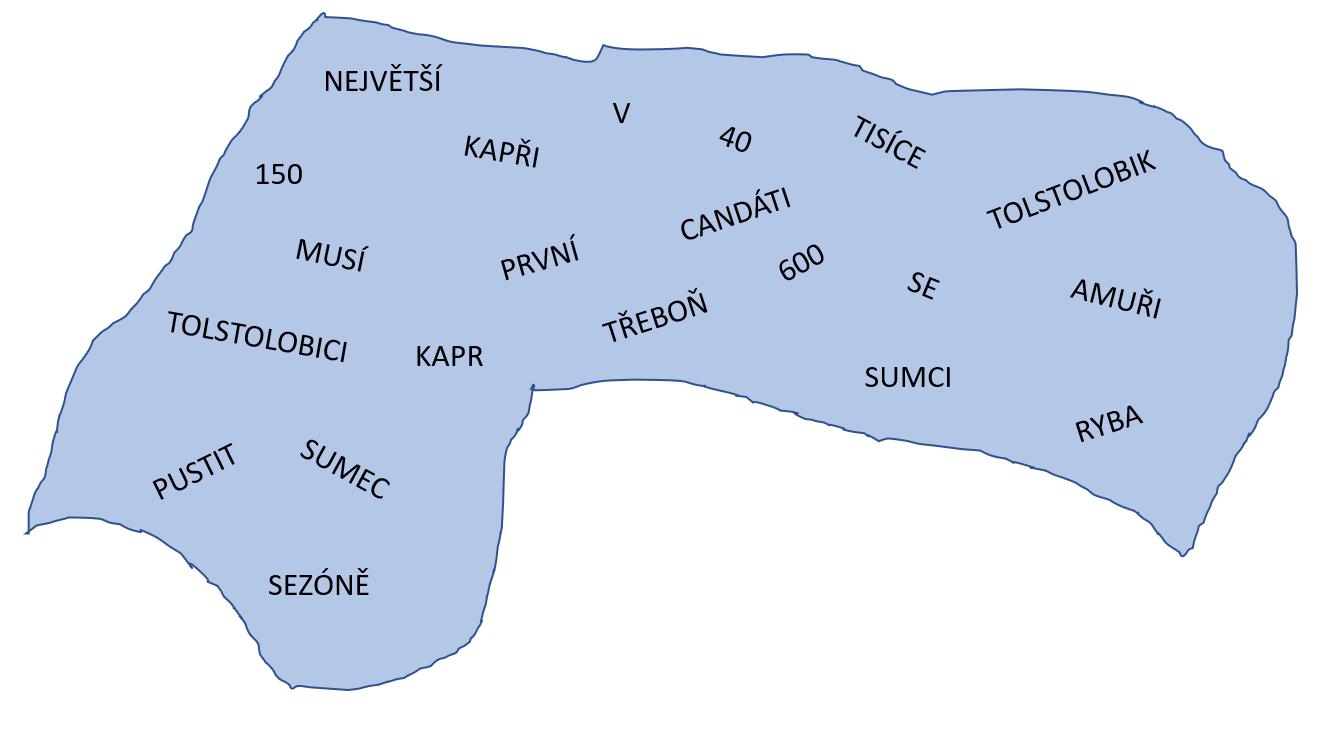 NEJVĚTŠÍ
V
40
TISÍCE
KAPŘI
150
TOLSTOLOBIK
CANDÁTI
MUSÍ
PRVNÍ
600
SE
AMUŘI
TŘEBOŇ
TOLSTOLOBICI
KAPR
SUMCI
RYBA
PUSTIT
SUMEC
SEZÓNĚ